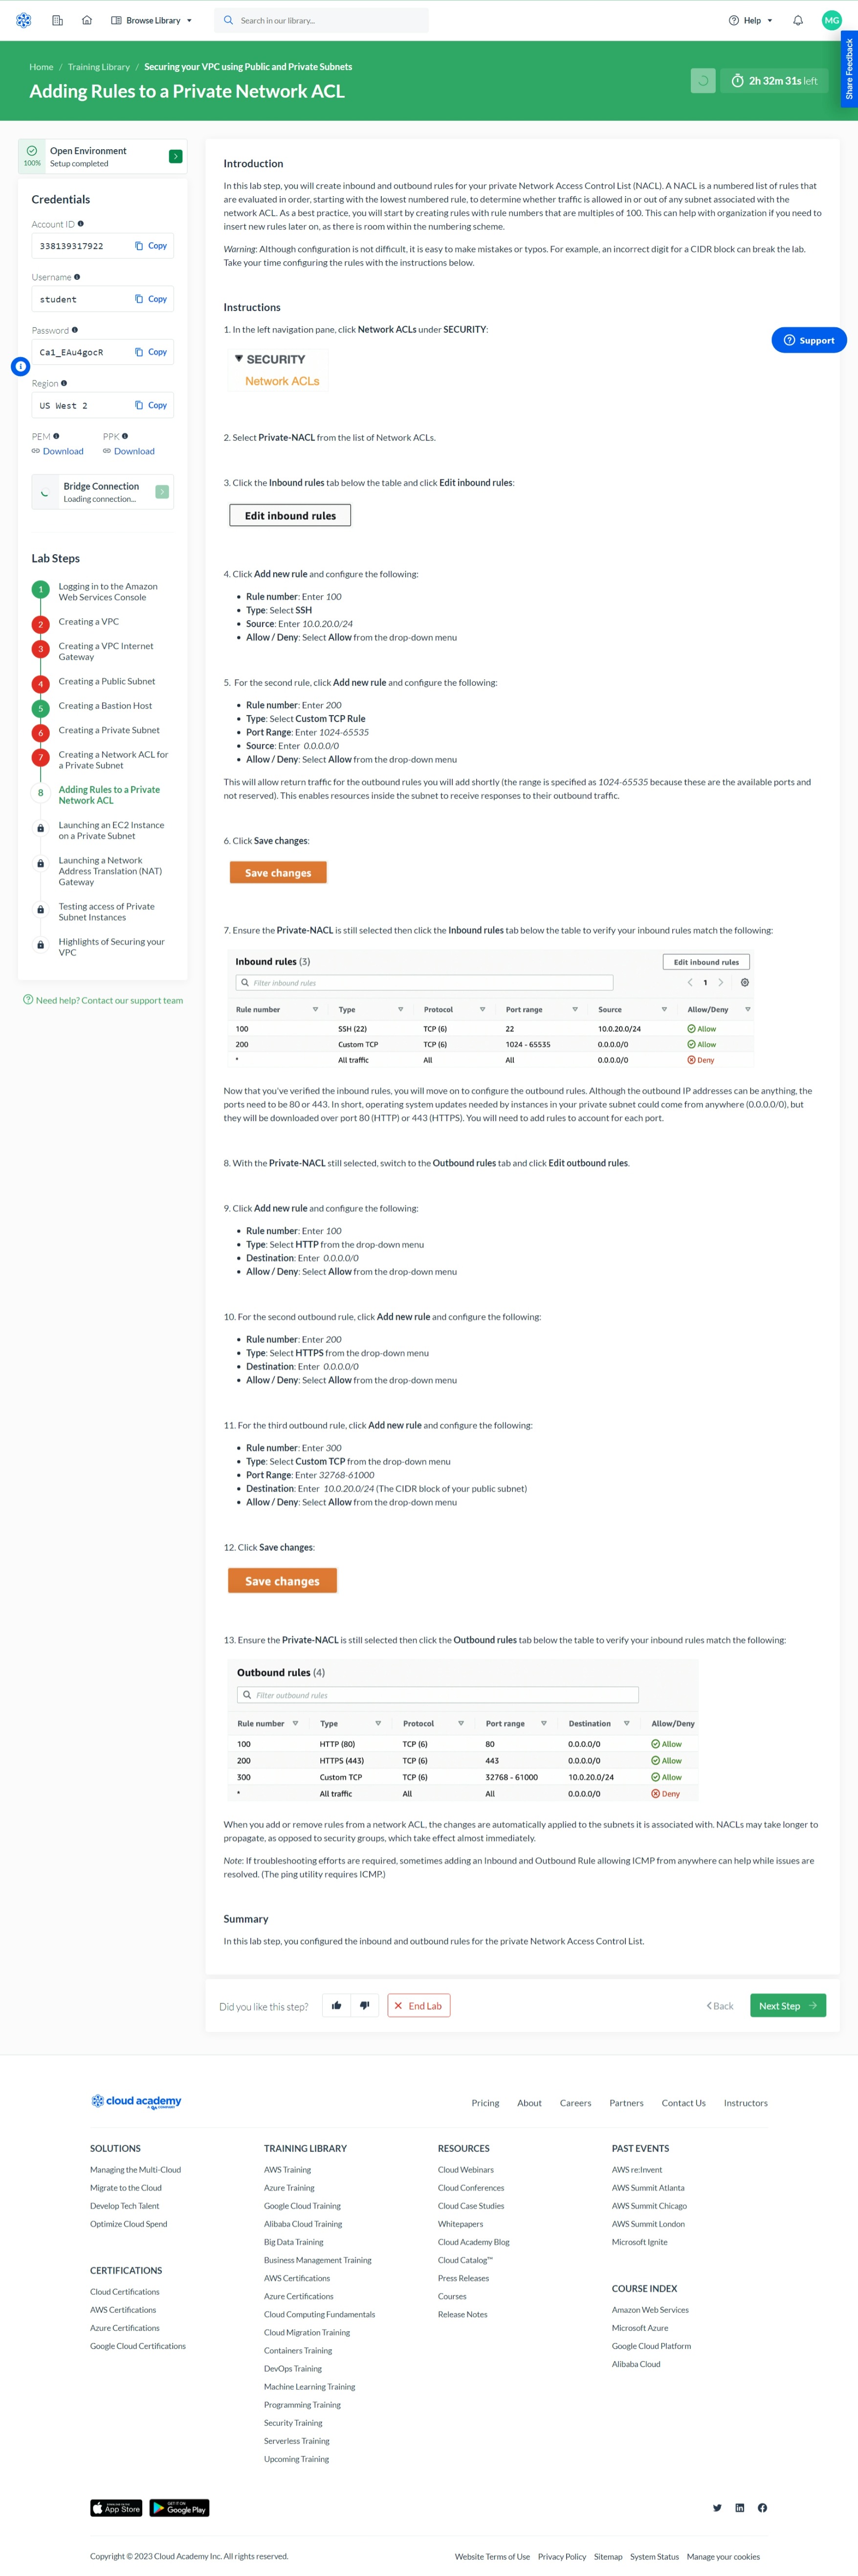 Browse Library
Search in our library...
Help
MG
Share Feedback
Home / Training Library / Securing your VPC using Public and Private Subnets
Adding Rules to a Private Network ACL
2h 32m 31s left
100%
Open Environment
Setup completed
Credentials
Account ID
338139317922
Copy
Username
student
Copy
Password
Ca1_EAu4gocR
Copy
Region
US West 2
Copy
PEM
PPK
Download
Download
Bridge Connection
Loading connection...
Lab Steps
1
Logging in to the Amazon
Web Services Console
2
Creating a VPC
3
Creating a VPC Internet
Gateway
4
Creating a Public Subnet
5
Creating a Bastion Host
6
Creating a Private Subnet
7
Creating a Network ACL for
a Private Subnet
8
Adding Rules to a Private
Network ACL
Launching an EC2 Instance
on a Private Subnet
Launching a Network
Address Translation (NAT)
Gateway
Testing access of Private
Subnet Instances
Highlights of Securing your
VPC
Need help? Contact our support team
Introduction
In this lab step, you will create inbound and outbound rules for your private Network Access Control List (NACL). A NACL is a numbered list of rules that
are evaluated in order, starting with the lowest numbered rule, to determine whether traffic is allowed in or out of any subnet associated with the
network ACL. As a best practice, you will start by creating rules with rule numbers that are multiples of 100. This can help with organization if you need to
insert new rules later on, as there is room within the numbering scheme.
Warning: Although configuration is not difficult, it is easy to make mistakes or typos. For example, an incorrect digit for a CIDR block can break the lab.
Take your time configuring the rules with the instructions below.
Instructions
1. In the left navigation pane, click Network ACLs under SECURITY:
Support
SECURITY
Network ACLs
2. Select Private-NACL from the list of Network ACLs.
3. Click the Inbound rules tab below the table and click Edit inbound rules:
Edit inbound rules
4. Click Add new rule and configure the following:
• Rule number: Enter 100
• Type: Select SSH
• Source: Enter 10.0.20.0/24
• Allow / Deny: Select Allow from the drop-down menu
5. For the second rule, click Add new rule and configure the following:
• Rule number: Enter 200
• Type: Select Custom TCP Rule
• Port Range: Enter 1024-65535
• Source: Enter 0.0.0.0/0
• Allow / Deny: Select Allow from the drop-down menu
This will allow return traffic for the outbound rules you will add shortly (the range is specified as 1024-65535 because these are the available ports and
not reserved). This enables resources inside the subnet to receive responses to their outbound traffic.
6. Click Save changes:
Save changes
7. Ensure the Private-NACL is still selected then click the Inbound rules tab below the table to verify your inbound rules match the following:
Inbound rules (3)
Edit inbound rules
Filter inbound rules
1
Rule number Type Protocol Port range Source Allow/Deny
100 SSH (22) TCP (6) 22 10.0.20.0/24 Allow
200 Custom TCP TCP (6) 1024 - 65535 0.0.0.0/0 Allow
* All traffic All All 0.0.0.0/0 Deny
Now that you've verified the inbound rules, you will move on to configure the outbound rules. Although the outbound IP addresses can be anything, the
ports need to be 80 or 443. In short, operating system updates needed by instances in your private subnet could come from anywhere (0.0.0.0/0), but
they will be downloaded over port 80 (HTTP) or 443 (HTTPS). You will need to add rules to account for each port.
8. With the Private-NACL still selected, switch to the Outbound rules tab and click Edit outbound rules.
9. Click Add new rule and configure the following:
• Rule number: Enter 100
• Type: Select HTTP from the drop-down menu
• Destination: Enter 0.0.0.0/0
• Allow / Deny: Select Allow from the drop-down menu
10. For the second outbound rule, click Add new rule and configure the following:
• Rule number: Enter 200
• Type: Select HTTPS from the drop-down menu
• Destination: Enter 0.0.0.0/0
• Allow / Deny: Select Allow from the drop-down menu
11. For the third outbound rule, click Add new rule and configure the following:
• Rule number: Enter 300
• Type: Select Custom TCP from the drop-down menu
• Port Range: Enter 32768-61000
• Destination: Enter 10.0.20.0/24 (The CIDR block of your public subnet)
• Allow / Deny: Select Allow from the drop-down menu
12. Click Save changes:
Save changes
13. Ensure the Private-NACL is still selected then click the Outbound rules tab below the table to verify your inbound rules match the following:
Outbound rules (4)
Filter outbound rules
Rule number Type Protocol Port range Destination Allow/Deny
100 HTTP (80) TCP (6) 80 0.0.0.0/0 Allow
200 HTTPS (443) TCP (6) 443 0.0.0.0/0 Allow
300 Custom TCP TCP (6) 32768 - 61000 10.0.20.0/24 Allow
* All traffic All All 0.0.0.0/0 Deny
When you add or remove rules from a network ACL, the changes are automatically applied to the subnets it is associated with. NACLs may take longer to
propagate, as opposed to security groups, which take effect almost immediately.
Note: If troubleshooting efforts are required, sometimes adding an Inbound and Outbound Rule allowing ICMP from anywhere can help while issues are
resolved. (The ping utility requires ICMP.)
Summary
In this lab step, you configured the inbound and outbound rules for the private Network Access Control List.
Did you like this step?
End Lab
Back
Next Step
cloud academy
Pricing About Careers Partners Contact Us Instructors
SOLUTIONS
Managing the Multi-Cloud
Migrate to the Cloud
Develop Tech Talent
Optimize Cloud Spend
CERTIFICATIONS
Cloud Certifications
AWS Certifications
Azure Certifications
Google Cloud Certifications
TRAINING LIBRARY
AWS Training
Azure Training
Google Cloud Training
Alibaba Cloud Training
Big Data Training
Business Management Training
AWS Certifications
Azure Certifications
Cloud Computing Fundamentals
Cloud Migration Training
Containers Training
DevOps Training
Machine Learning Training
Programming Training
Security Training
Serverless Training
Upcoming Training
RESOURCES
Cloud Webinars
Cloud Conferences
Cloud Case Studies
Whitepapers
Cloud Academy Blog
Cloud Catalog™
Press Releases
Courses
Release Notes
PAST EVENTS
AWS re:Invent
AWS Summit Atlanta
AWS Summit Chicago
AWS Summit London
Microsoft Ignite
COURSE INDEX
Amazon Web Services
Microsoft Azure
Google Cloud Platform
Alibaba Cloud
App Store
GET IT ON
Google Play
Copyright © 2023 Cloud Academy Inc. All rights reserved.
Website Terms of Use Privacy Policy Sitemap System Status Manage your cookies